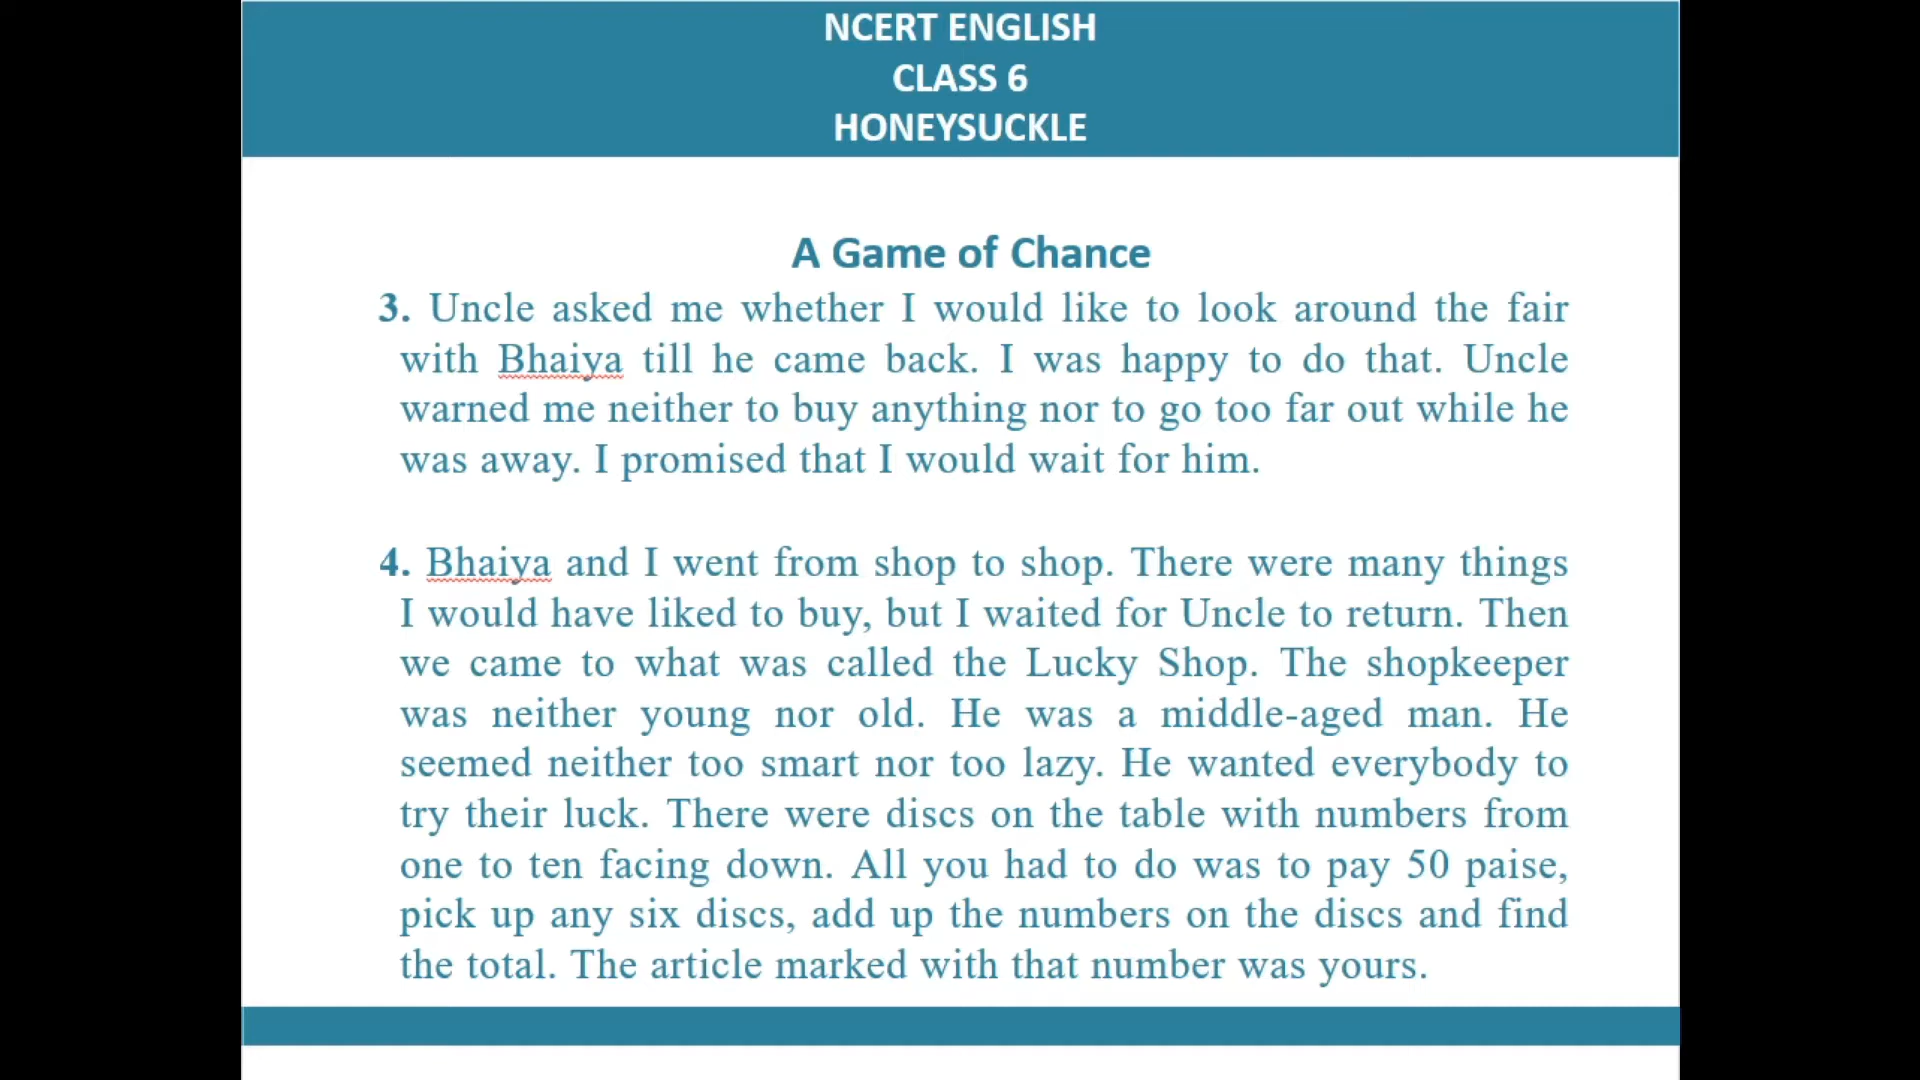 NCERT ENGLISH
CLASS 6
HONEYSUCKLE
A Game of Chance
3. Uncle asked me whether I would like to look around the fair
with Bhaiya till he came back. I was happy to do that. Uncle
warned me neither to buy anything nor to go too far out while he
was away. I promised that I would wait for him.
4. Bhaiya and I went from shop to shop. There were many things
I would have liked to buy, but I waited for Uncle to return. Then
we came to what was called the Lucky Shop. The shopkeeper
was neither young nor old. He was a middle-aged man. He
seemed neither too smart nor too lazy. He wanted everybody to
try their luck. There were discs on the table with numbers from
one to ten facing down. All you had to do was to pay 50 paise,
pick up any six discs, add up the numbers on the discs and find
the total. The article marked with that number was yours.